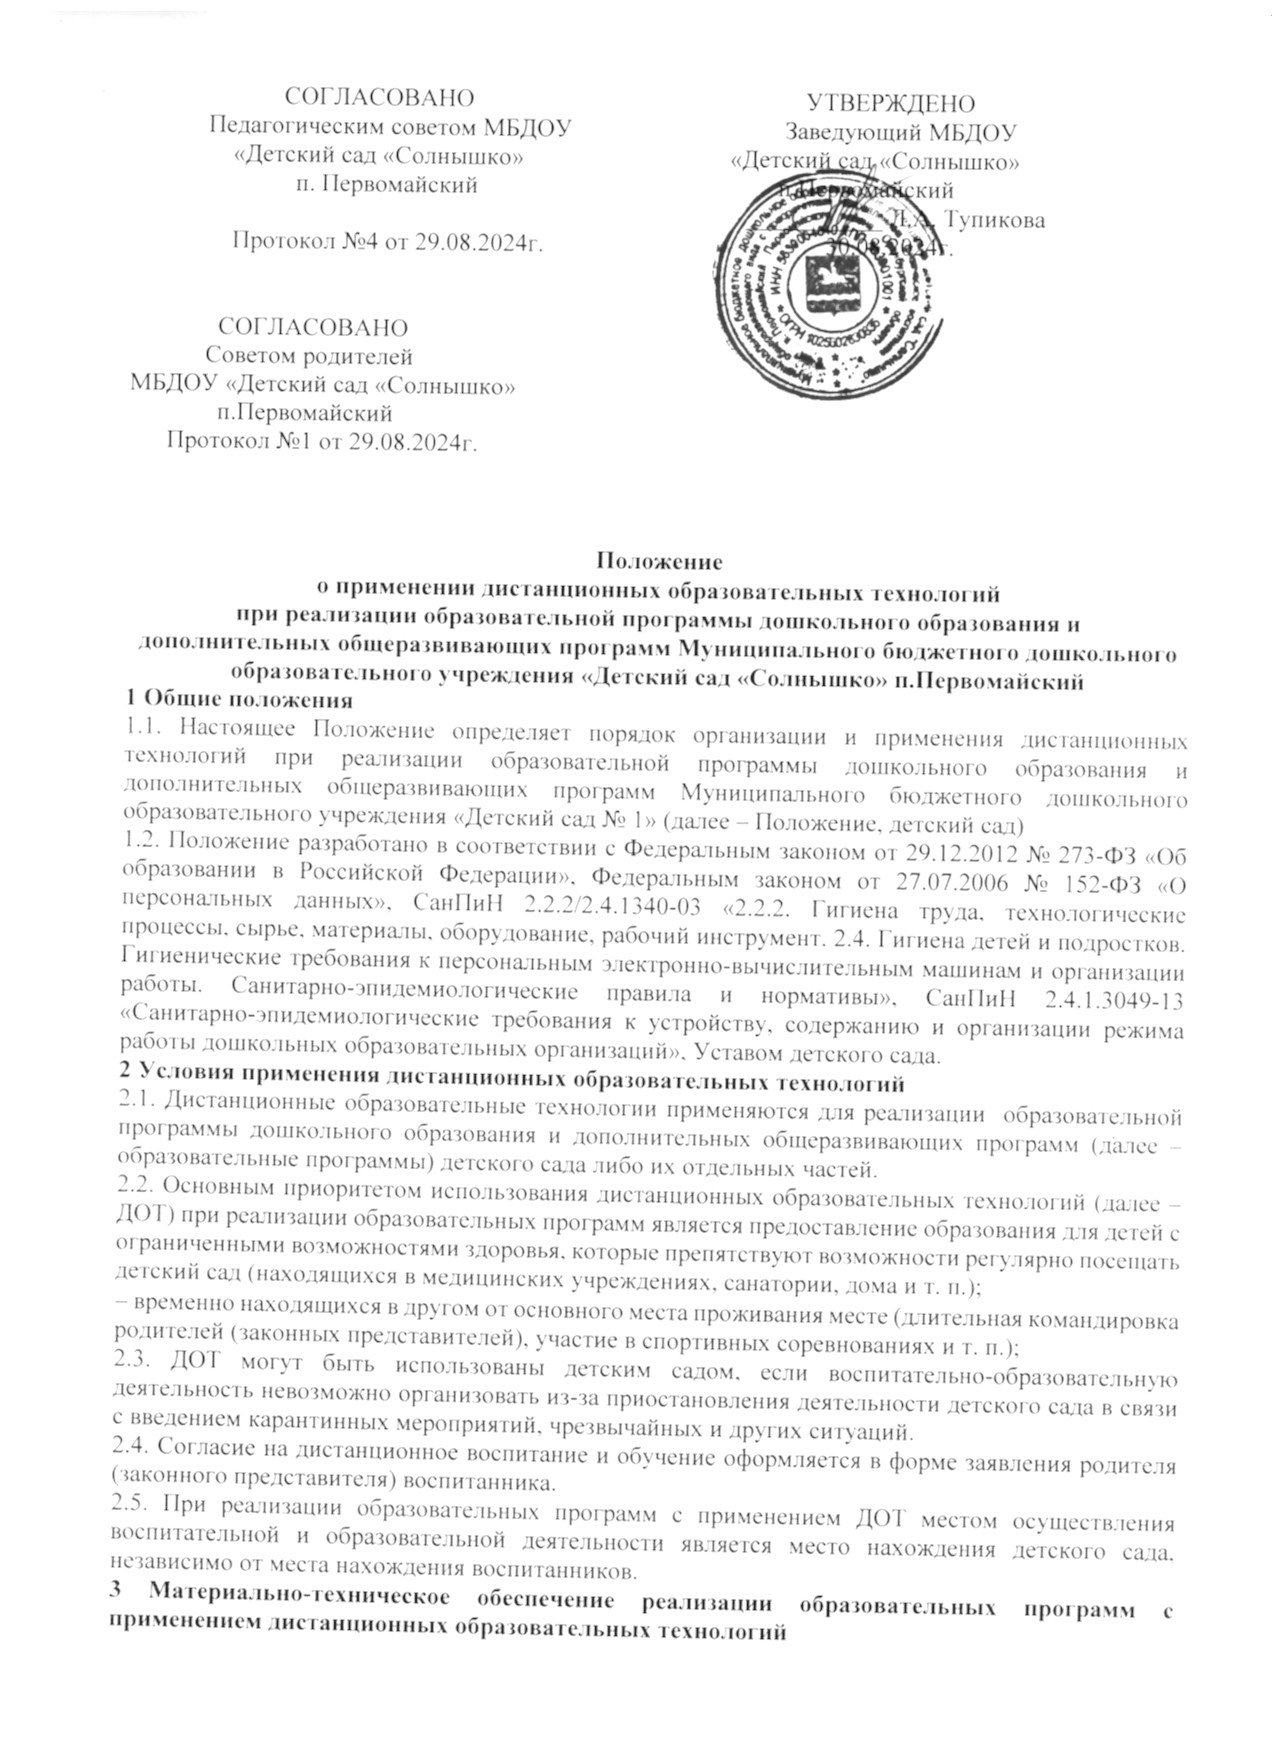 СОГЛАСОВАНО
Педагогическим советом МБДОУ
«Детский сад «Солнышко»
п. Первомайский
Протокол №4 от 29.08.2024г.
УТВЕРЖДЕНО
Заведующий МБДОУ
«Детский сад «Солнышко»
п.Первомайский
Л.А. Тупикова
30.08.2024г.
СОГЛАСОВАНО
Советом родителей
МБДОУ «Детский сад «Солнышко»
п.Первомайский
Протокол №1 от 29.08.2024г.
Положение
о применении дистанционных образовательных технологий
при реализации образовательной программы дошкольного образования и
дополнительных общеразвивающих программ Муниципального бюджетного дошкольного
образовательного учреждения «Детский сад «Солнышко» п.Первомайский
1 Общие положения
1.1. Настоящее Положение определяет порядок организации и применения дистанционных
технологий при реализации образовательной программы дошкольного образования и
дополнительных общеразвивающих программ Муниципального бюджетного дошкольного
образовательного учреждения «Детский сад № 1» (далее – Положение, детский сад)
1.2. Положение разработано в соответствии с Федеральным законом от 29.12.2012 № 273-ФЗ «Об
образовании в Российской Федерации», Федеральным законом от 27.07.2006 № 152-ФЗ «О
персональных данных», СанПиН 2.2.2/2.4.1340-03 «2.2.2. Гигиена труда, технологические
процессы, сырье, материалы, оборудование, рабочий инструмент. 2.4. Гигиена детей и подростков.
Гигиенические требования к персональным электронно-вычислительным машинам и организации
работы. Санитарно-эпидемиологические правила и нормативы», СанПиН 2.4.1.3049-13
«Санитарно-эпидемиологические требования к устройству, содержанию и организации режима
работы дошкольных образовательных организаций», Уставом детского сада.
2 Условия применения дистанционных образовательных технологий
2.1. Дистанционные образовательные технологии применяются для реализации образовательной
программы дошкольного образования и дополнительных общеразвивающих программ (далее –
образовательные программы) детского сада либо их отдельных частей.
2.2. Основным приоритетом использования дистанционных образовательных технологий (далее –
ДОТ) при реализации образовательных программ является предоставление образования для детей с
ограниченными возможностями здоровья, которые препятствуют возможности регулярно посещать
детский сад (находящихся в медицинских учреждениях, санатории, дома и т. п.);
– временно находящихся в другом от основного места проживания месте (длительная командировка
родителей (законных представителей), участие в спортивных соревнованиях и т. п.);
2.3. ДОТ могут быть использованы детским садом, если воспитательно-образовательную
деятельность невозможно организовать из-за приостановления деятельности детского сада в связи
с введением карантинных мероприятий, чрезвычайных и других ситуаций.
2.4. Согласие на дистанционное воспитание и обучение оформляется в форме заявления родителя
(законного представителя) воспитанника.
2.5. При реализации образовательных программ с применением ДОТ местом осуществления
воспитательной и образовательной деятельности является место нахождения детского сада,
независимо от места нахождения воспитанников.
3 Материально-техническое обеспечение реализации образовательных программ с
применением дистанционных образовательных технологий